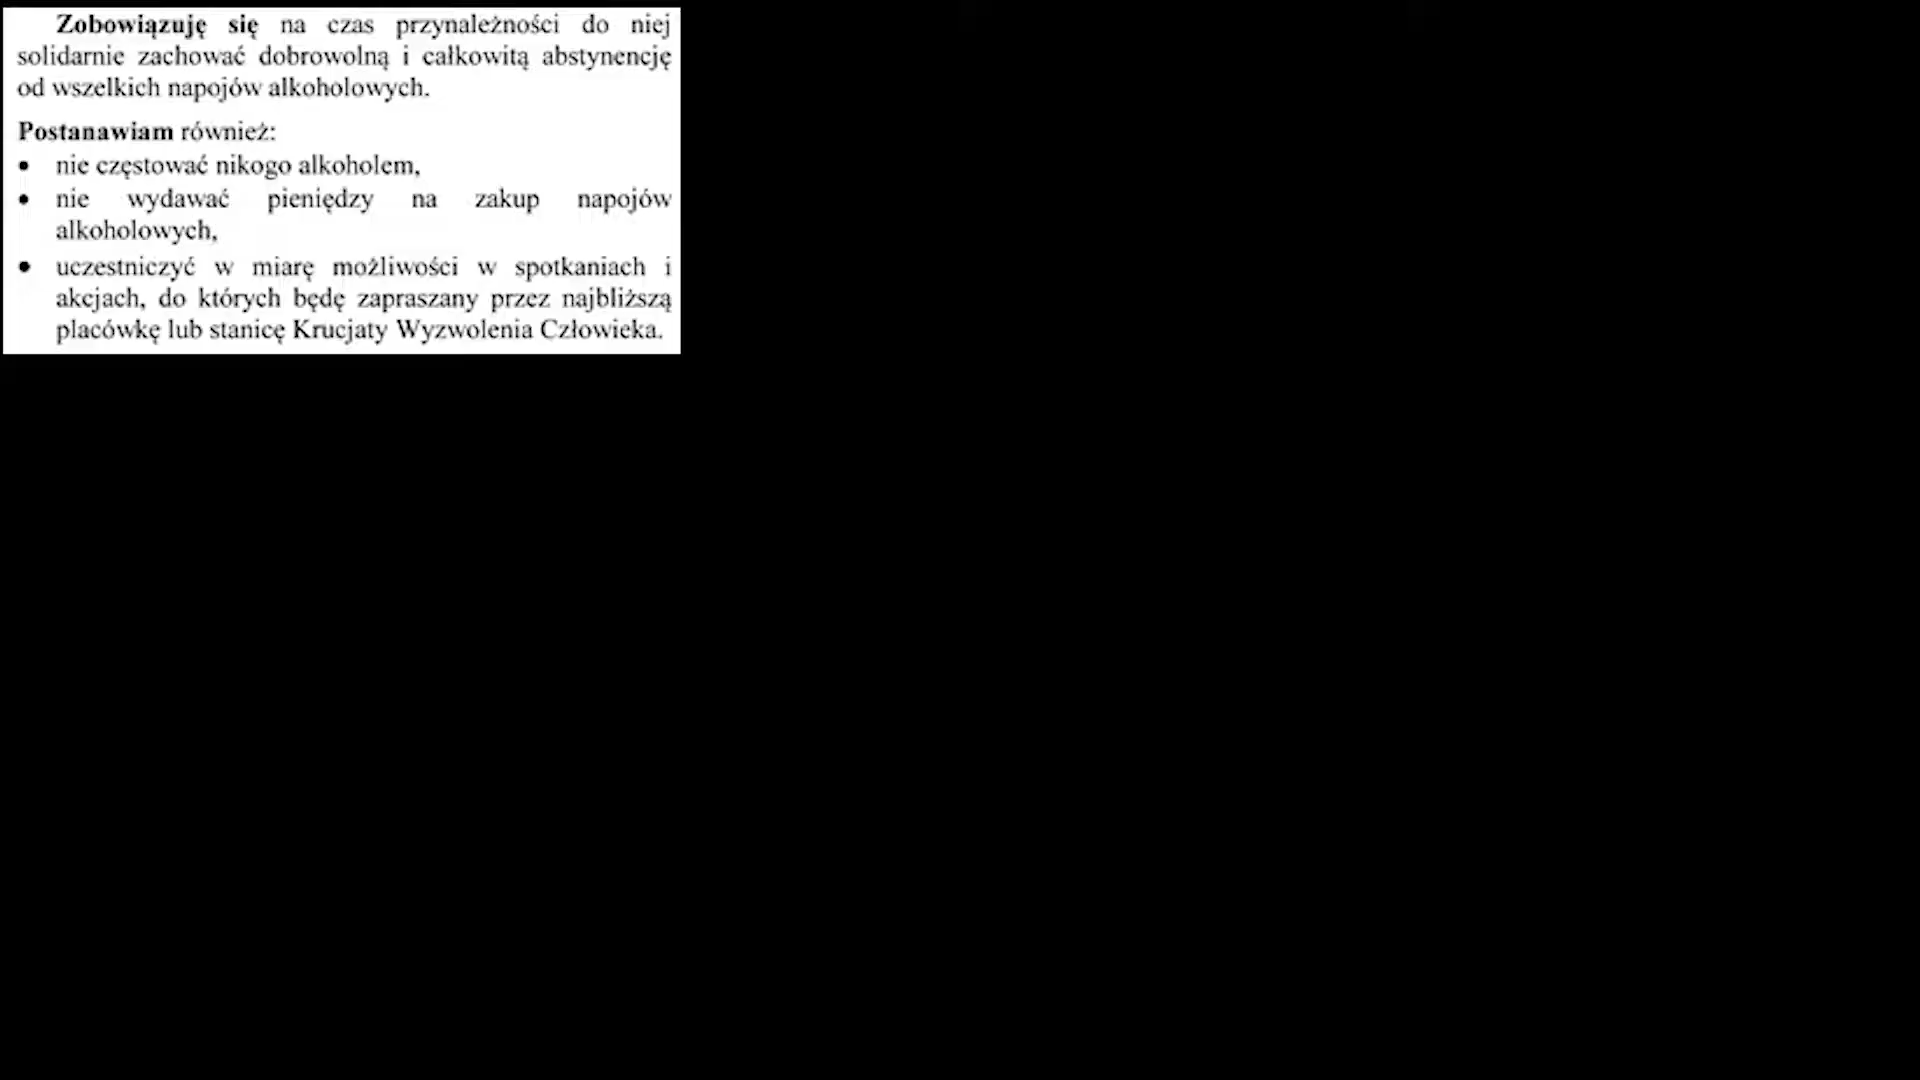 Zobowiązuję się na czas przynależności do niej
solidarnie zachować dobrowolną i całkowitą abstynencję
od wszelkich napojów alkoholowych.
Postanawiam również:
• nie częstować nikogo alkoholem,
• nie wydawać pieniędzy na zakup napojów
alkoholowych,
• uczestniczyć w miarę możliwości w spotkaniach i
akcjach, do których będę zapraszany przez najbliższą
placówkę lub stanicę Krucjaty Wyzwolenia Człowieka.